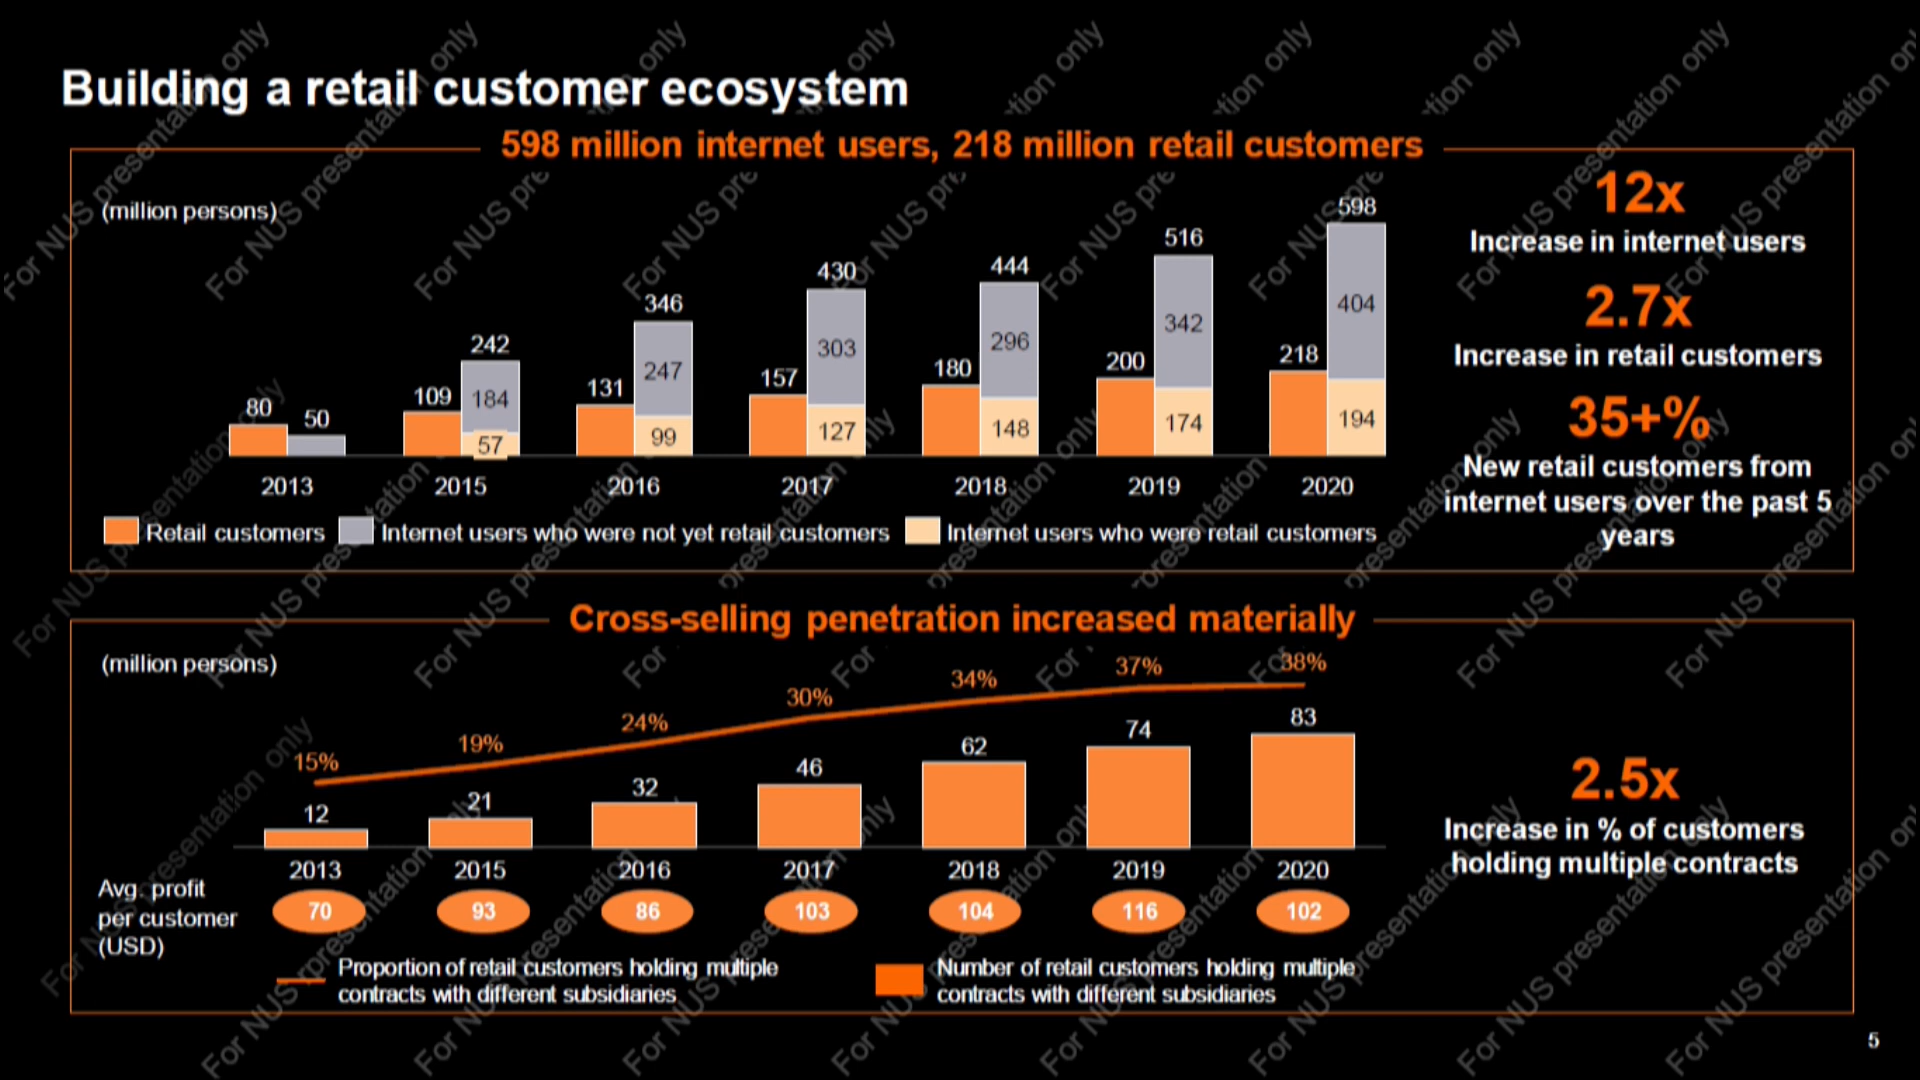 Building a retail customer ecosystem
598 million internet users, 218 million retail customers
(million persons)
80
50
109
242
184
57
131
346
247
99
157
430
303
127
180
444
296
148
200
516
342
174
218
598
404
194
2013
2015
2016
2017
2018
2019
2020
Retail customers
Internet users who were not yet retail customers
Internet users who were retail customers
12x
Increase in internet users
2.7x
Increase in retail customers
35+%
New retail customers from
internet users over the past 5
years
Cross-selling penetration increased materially
(million persons)
15%
19%
24%
30%
34%
37%
38%
12
21
32
46
62
74
83
2013
2015
2016
2017
2018
2019
2020
Avg. profit
per customer
(USD)
70
93
86
103
104
116
102
Proportion of retail customers holding multiple
contracts with different subsidiaries
Number of retail customers holding multiple
contracts with different subsidiaries
2.5x
Increase in % of customers
holding multiple contracts
5
For NUS presentation only